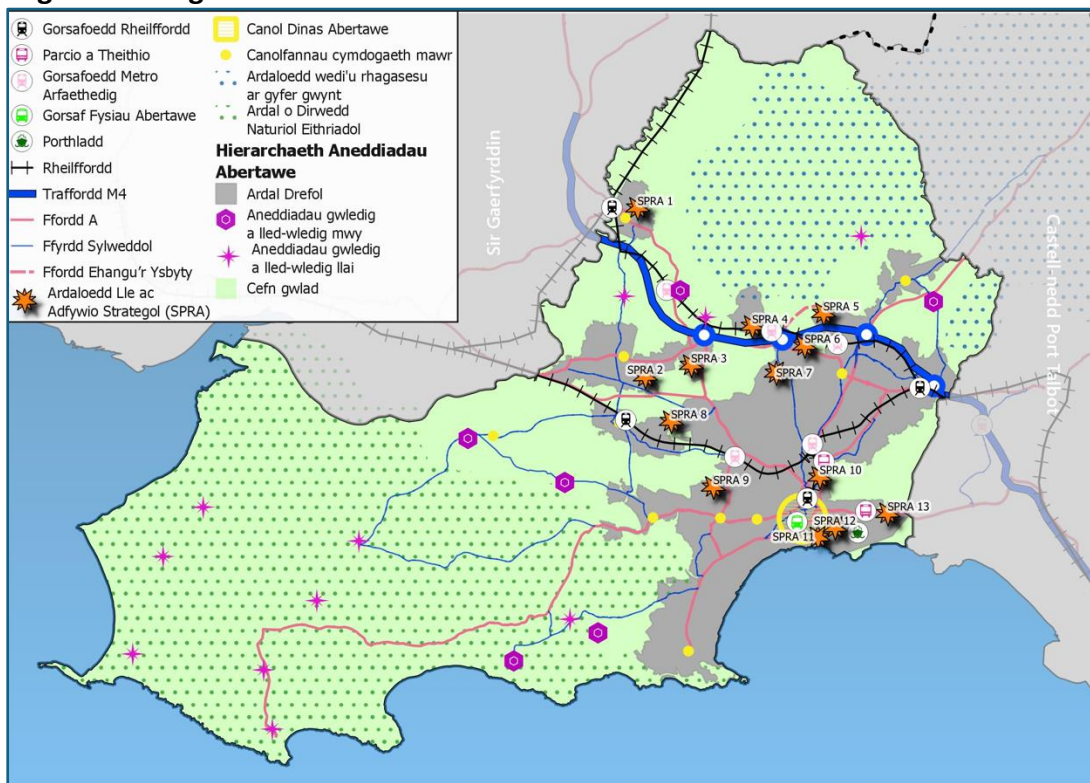 Gorsafoedd Rheilffordd
Parcio a Theithio
Gorsafoedd Metro
Arfaethedig
Gorsaf Fysiau Abertawe
Porthladd
Rheilffordd
Traffordd M4
Ffordd A
Ffyrdd Sylweddol
Ffordd Ehangu'r Ysbyty
Ardaloedd Lle ac
Adfywio Strategol (SPRA)
Canol Dinas Abertawe
Canolfannau cymdogaeth mawr
Ardaloedd wedi'u rhagasesu
ar gyfer gwynt
Ardal o Dirwedd
Naturiol Eithriadol
Hierarchaeth Aneddiadau
Abertawe
Ardal Drefol
Aneddiadau gwledig
a lled-wledig mwy
Aneddiadau gwledig
a lled-wledig llai
Cefn gwlad
Sir Gaerfyrddin
Castell-nedd Port Talbot
SPRA 1
SPRA 4
SPRA 5
SPRA 6
SPRA 3
SPRA 2
SPRA 7
SPRA 8
SPRA 10
SPRA 9
SPRA 13
SPRA 12
SPRA 11